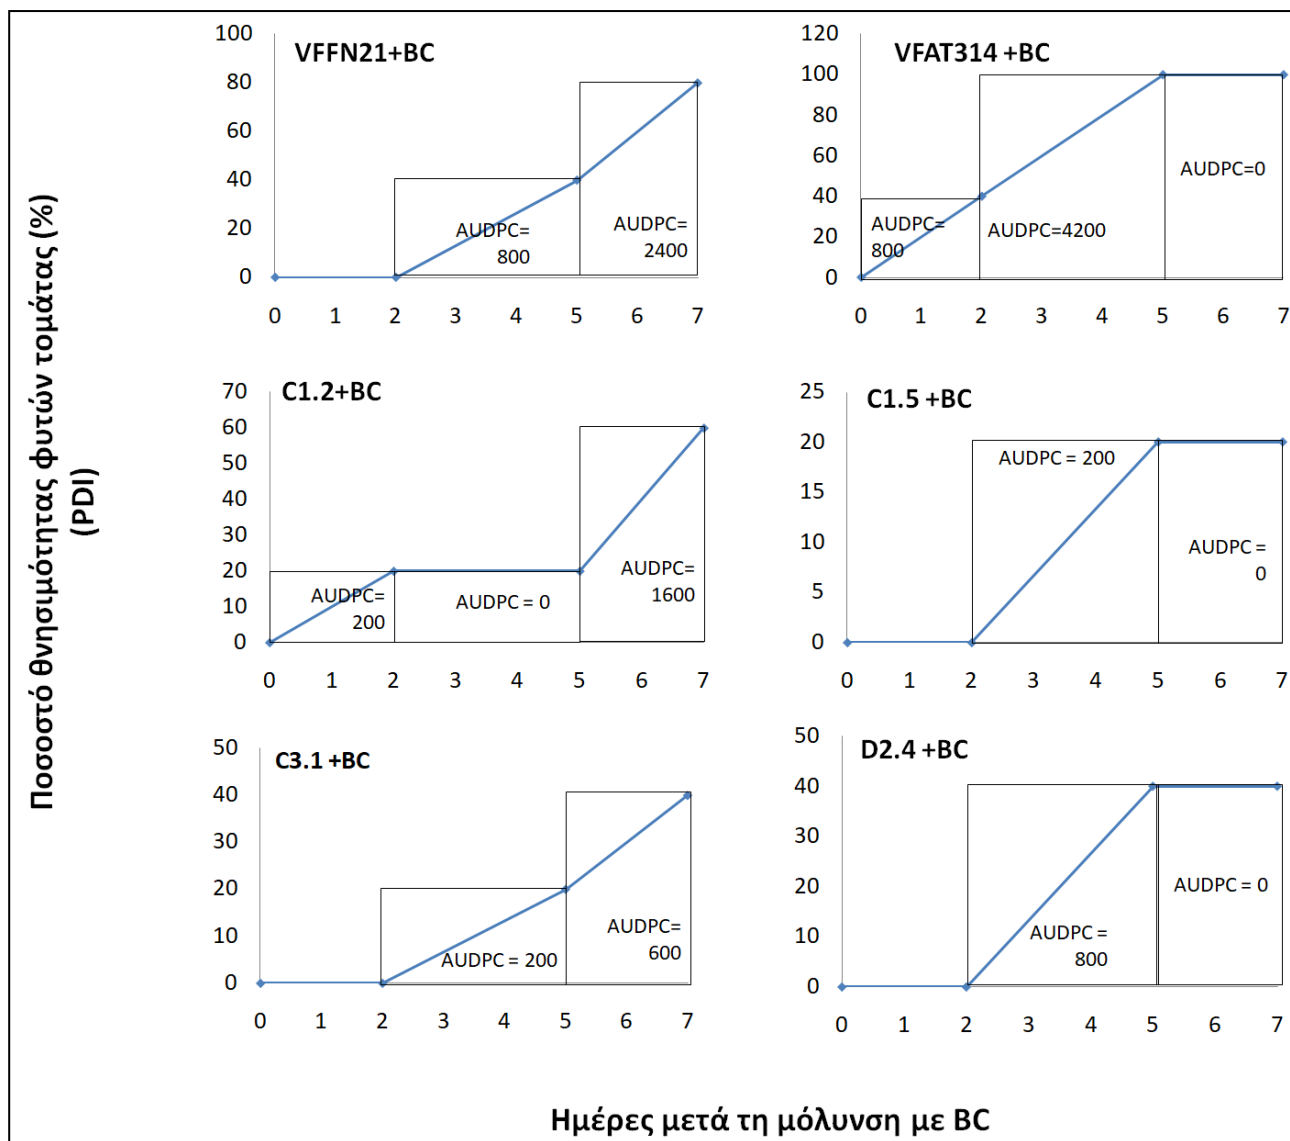 Ποσοστό θνησιμότητας φυτών τομάτας (%)
(PDI)
VFFN21+BC
100
80
60
40
20
0
AUDPC=
800
AUDPC=
2400
0 1 2 3 4 5 6 7
VFAT314 +BC
120
100
80
60
40
20
0
AUDPC=
800
AUDPC=4200
AUDPC=0
0 1 2 3 4 5 6 7
C1.2+BC
70
60
50
40
30
20
10
0
AUDPC=
200
AUDPC = 0
AUDPC=
1600
0 1 2 3 4 5 6 7
C1.5 +BC
25
20
15
10
5
0
AUDPC = 200
AUDPC =
0
0 1 2 3 4 5 6 7
C3.1 +BC
50
40
30
20
10
0
AUDPC = 200
AUDPC=
600
0 1 2 3 4 5 6 7
D2.4 +BC
50
40
30
20
10
0
AUDPC =
800
AUDPC = 0
0 1 2 3 4 5 6 7
Ημέρες μετά τη μόλυνση με BC